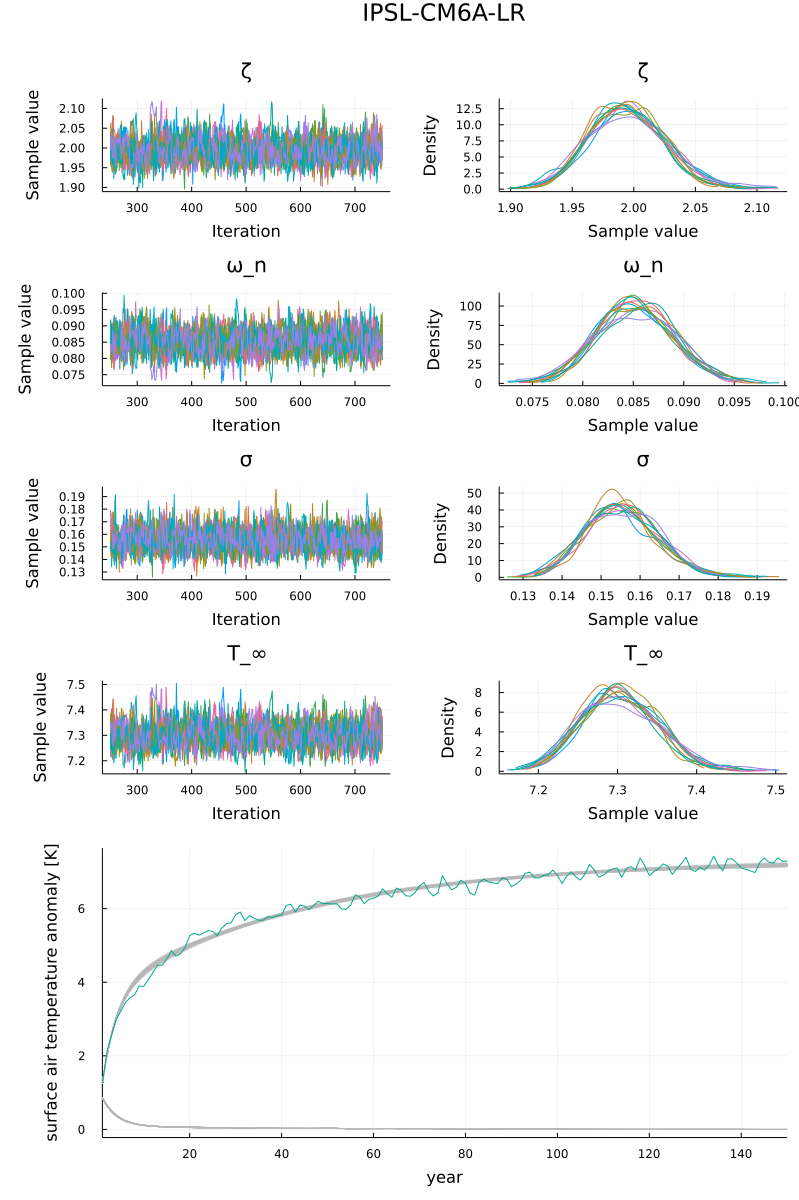 IPSL-CM6A-LR
ζ
Sample value
2.10
2.05
2.00
1.95
1.90
300 400 500 600 700
Iteration
ζ
Density
12.5
10.0
7.5
5.0
2.5
0.0
1.90 1.95 2.00 2.05 2.10
Sample value
ω_n
Sample value
0.100
0.095
0.090
0.085
0.080
0.075
300 400 500 600 700
Iteration
ω_n
Density
100
75
50
25
0
0.075 0.080 0.085 0.090 0.095 0.100
Sample value
σ
Sample value
0.19
0.18
0.17
0.16
0.15
0.14
0.13
300 400 500 600 700
Iteration
σ
Density
50
40
30
20
10
0
0.13 0.14 0.15 0.16 0.17 0.18 0.19
Sample value
T_∞
Sample value
7.5
7.4
7.3
7.2
300 400 500 600 700
Iteration
T_∞
Density
8
6
4
2
0
7.2 7.3 7.4 7.5
Sample value
surface air temperature anomaly [K]
6
4
2
0
20 40 60 80 100 120 140
year